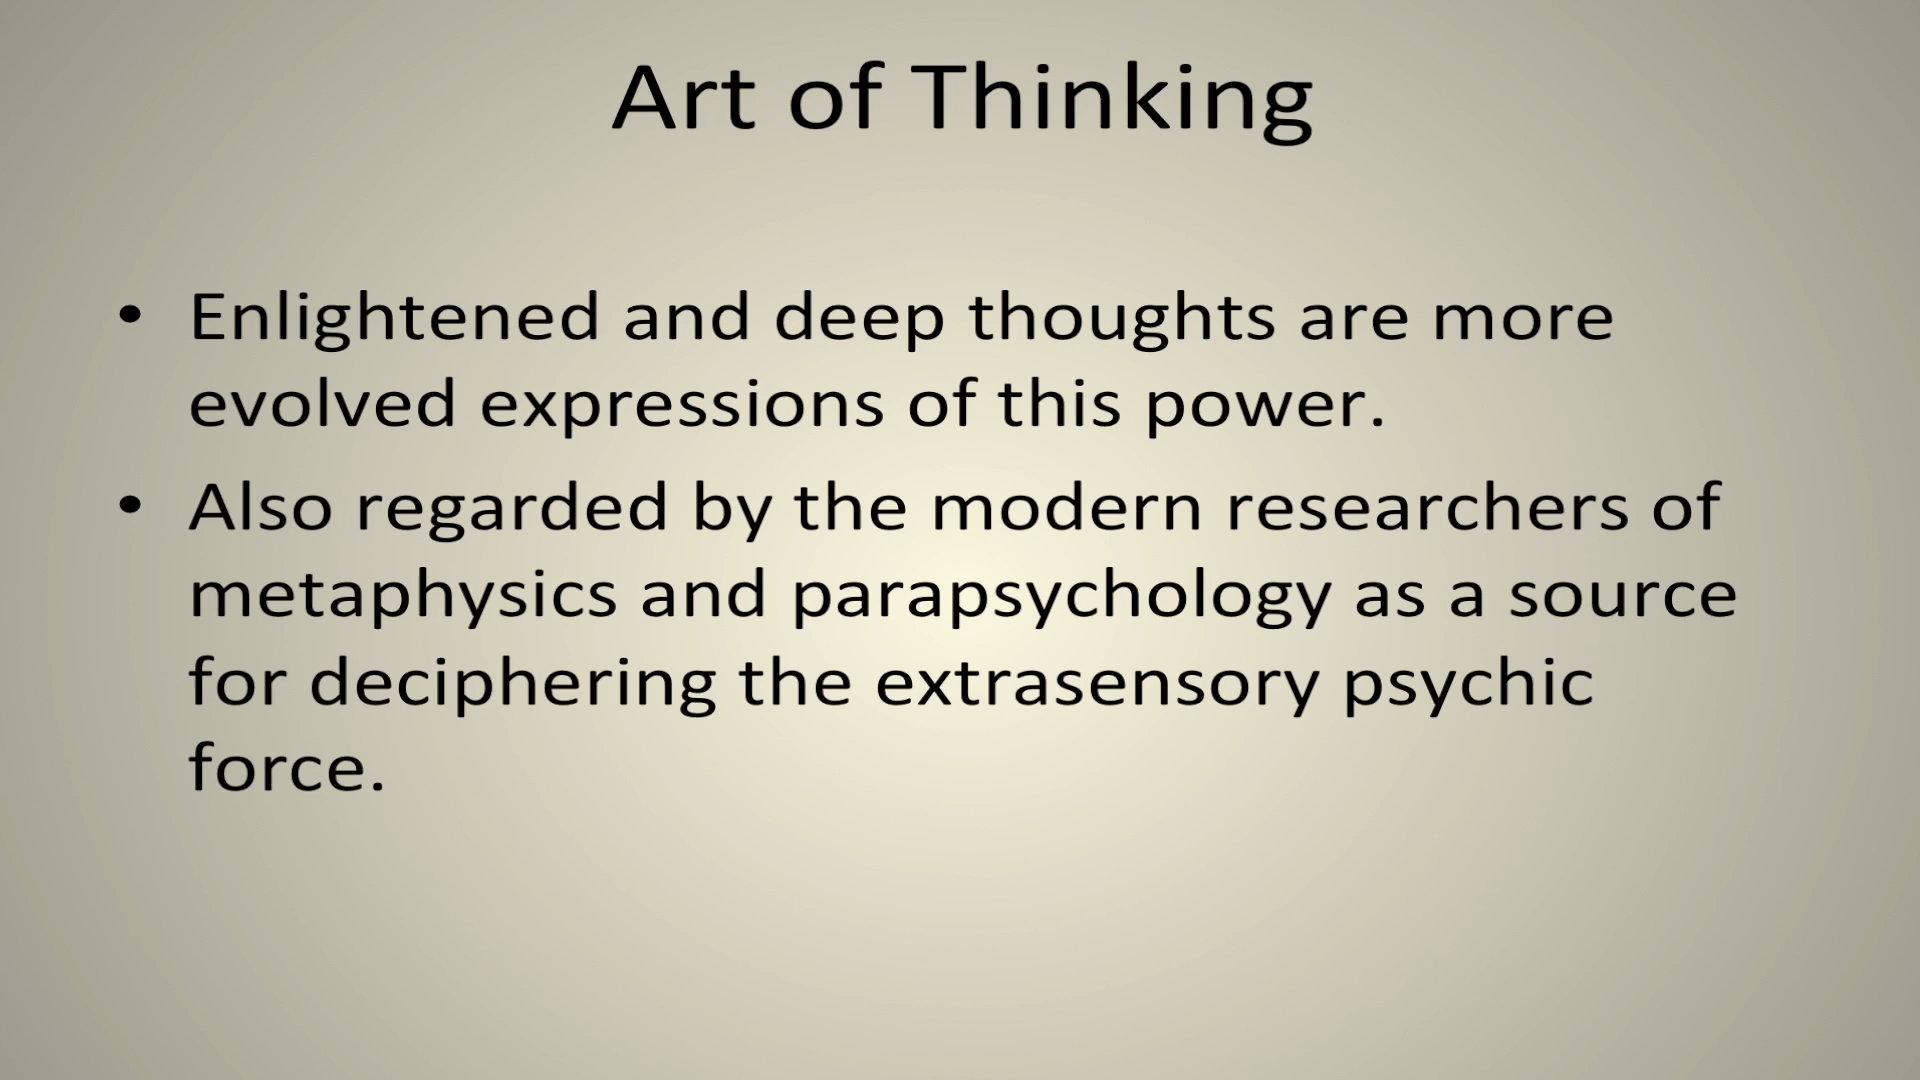 Art of Thinking
• Enlightened and deep thoughts are more
evolved expressions of this power.
• Also regarded by the modern researchers of
metaphysics and parapsychology as a source
for deciphering the extrasensory psychic
force.